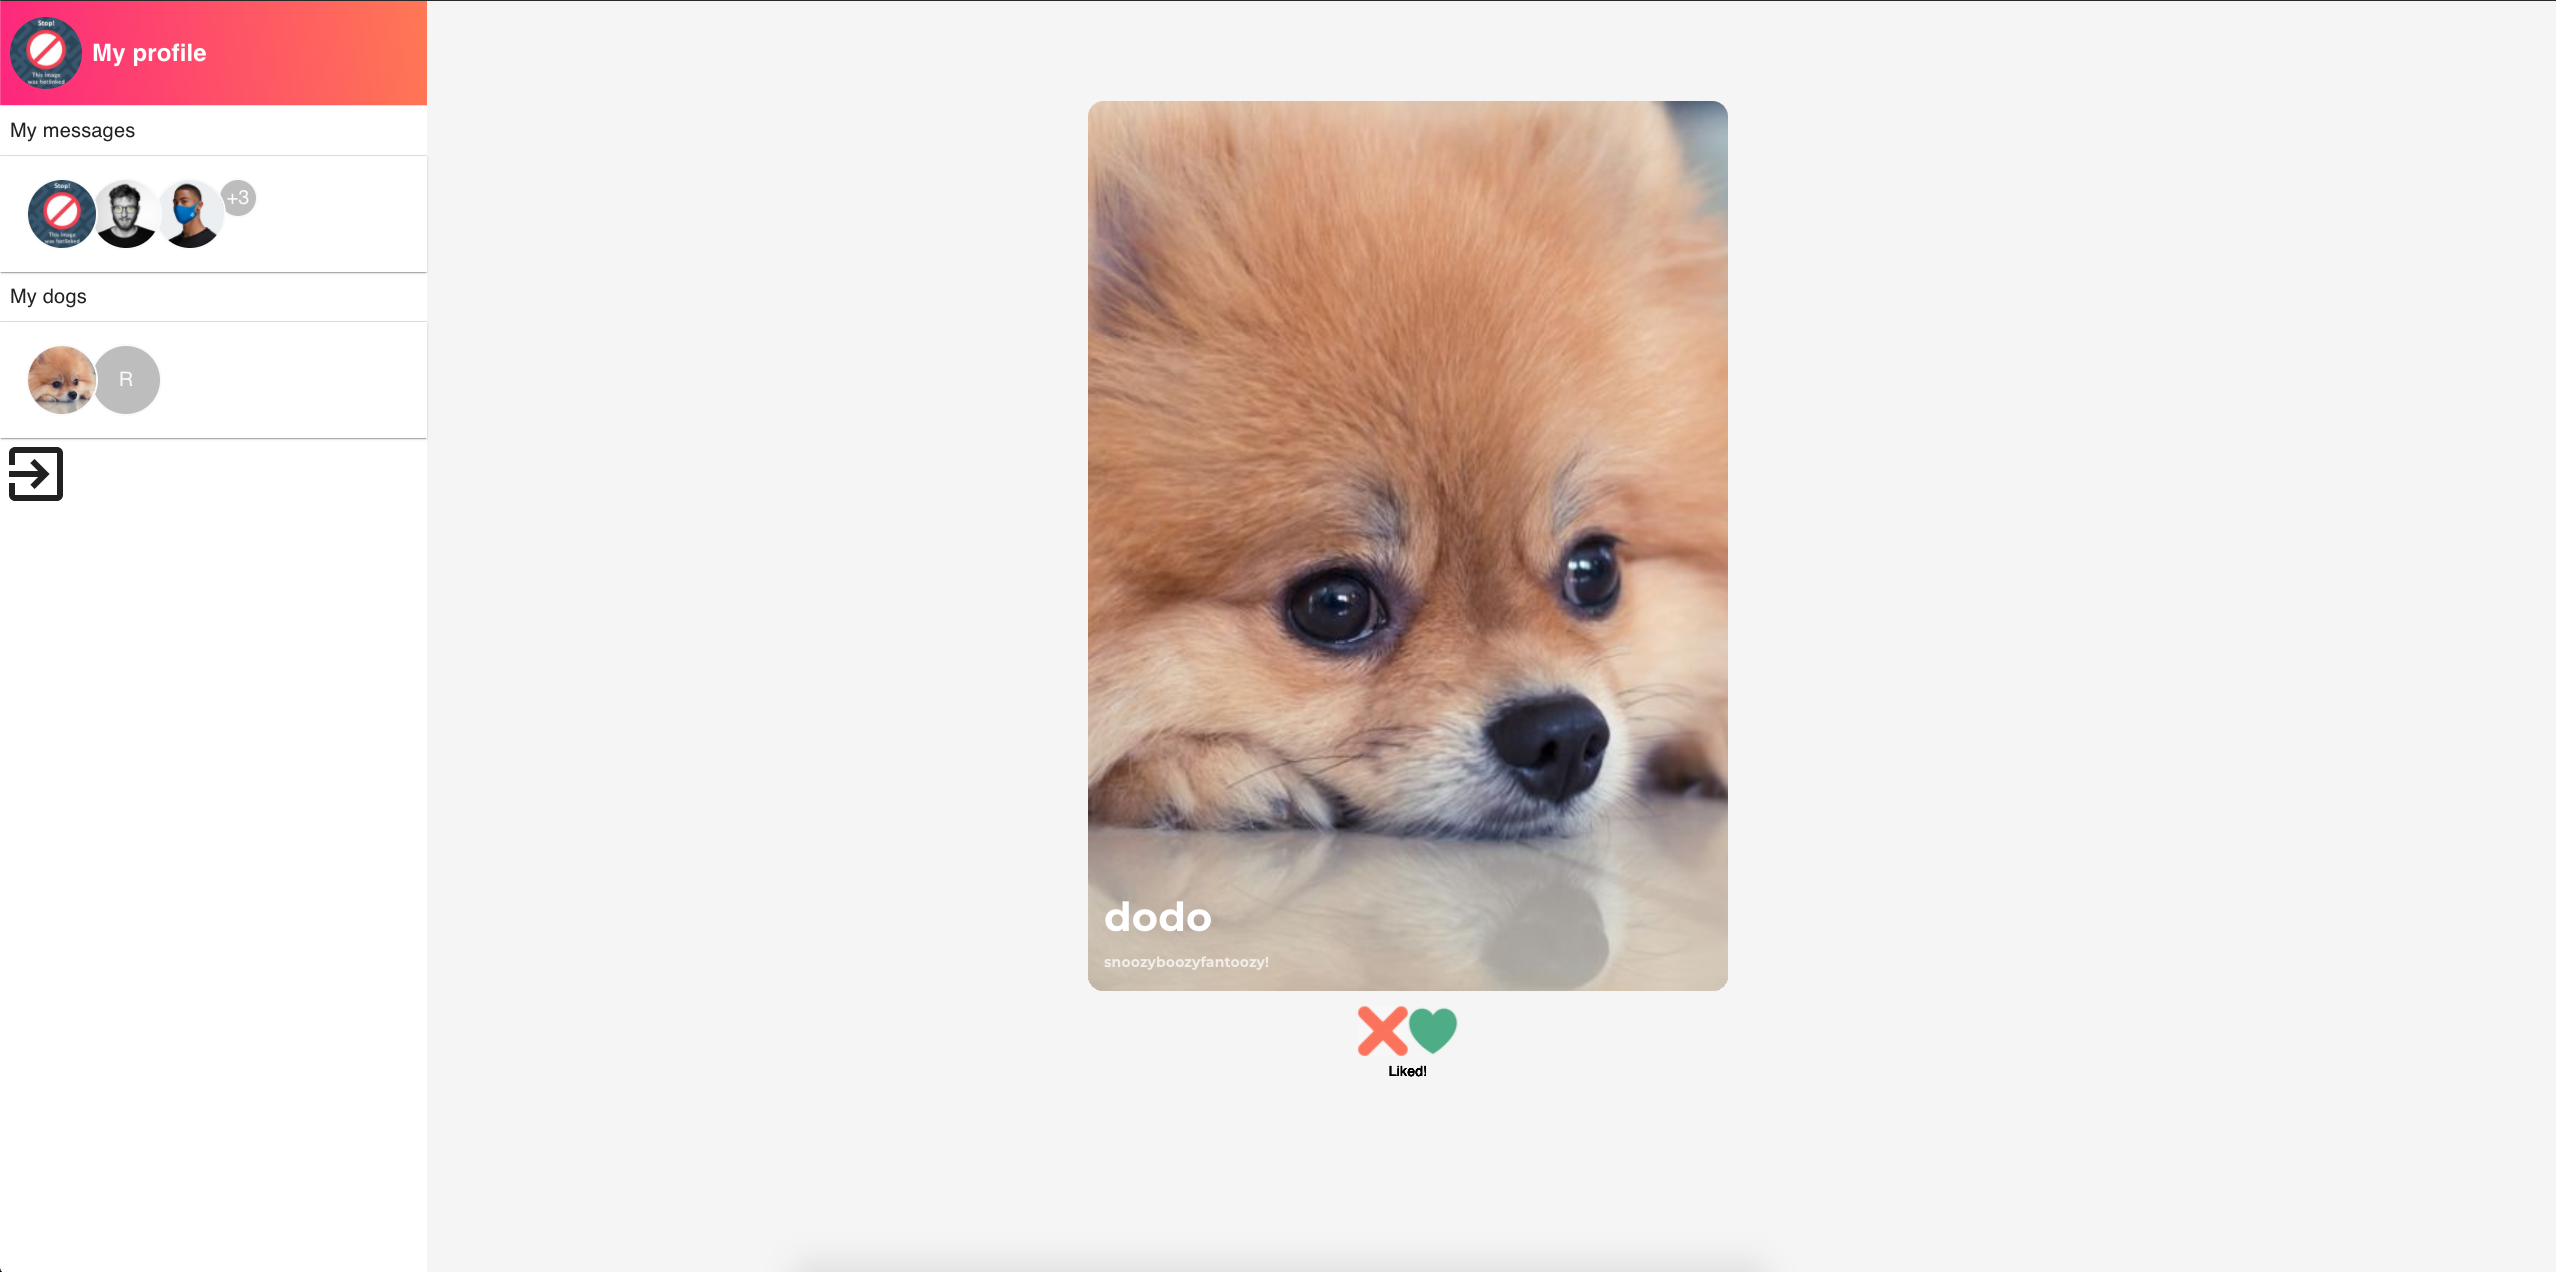 Stop!
This image
was hotlinked
My profile
My messages
Stop!
This image
was hotlinked
+3
My dogs
R
dodo
snoozyboozyfantoozy!
Liked!